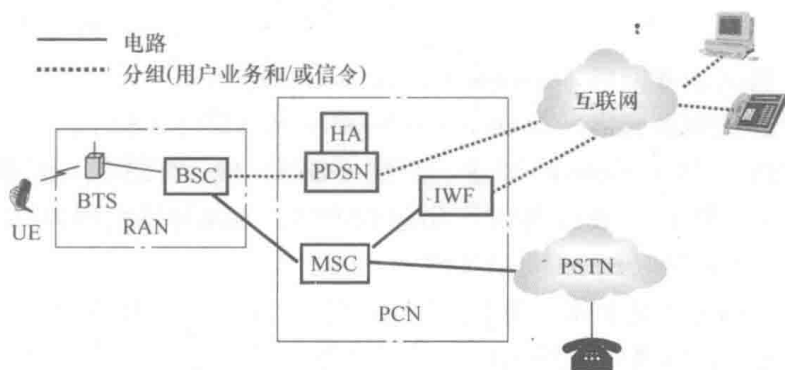 电路
分组(用户业务和/或信令)
互联网
HA
PDSN
BSC
IWF
BTS
UE
RAN
MSC
PSTN
PCN